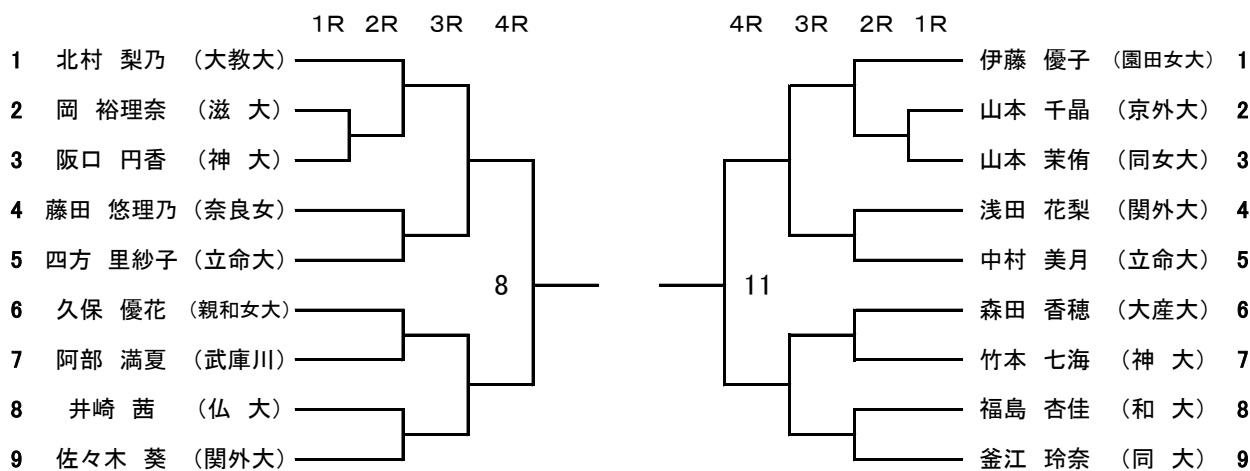 1R 2R 3R 4R
1 北村 梨乃 (大教大)
2 岡 裕理奈 (滋 大)
3 阪口 円香 (神 大)
4 藤田 悠理乃 (奈良女)
5 四方 里紗子 (立命大)
8
6 久保 優花 (親和女大)
7 阿部 満夏 (武庫川)
8 井崎 茜 (仏 大)
9 佐々木 葵 (関外大)
4R 3R 2R 1R
伊藤 優子 (園田女大) 1
山本 千晶 (京外大) 2
山本 茉侑 (同女大) 3
浅田 花梨 (関外大) 4
中村 美月 (立命大) 5
11
森田 香穂 (大産大) 6
竹本 七海 (神 大) 7
福島 杏佳 (和 大) 8
釜江 玲奈 (同 大) 9